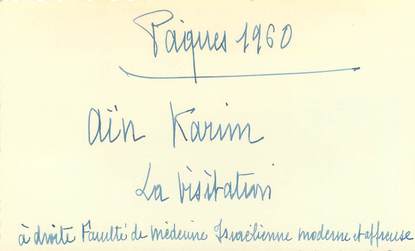 Pâques 1960
Aïn Karim
La Visitation
à droite Faculté de médecine Israélienne moderne et affreuse